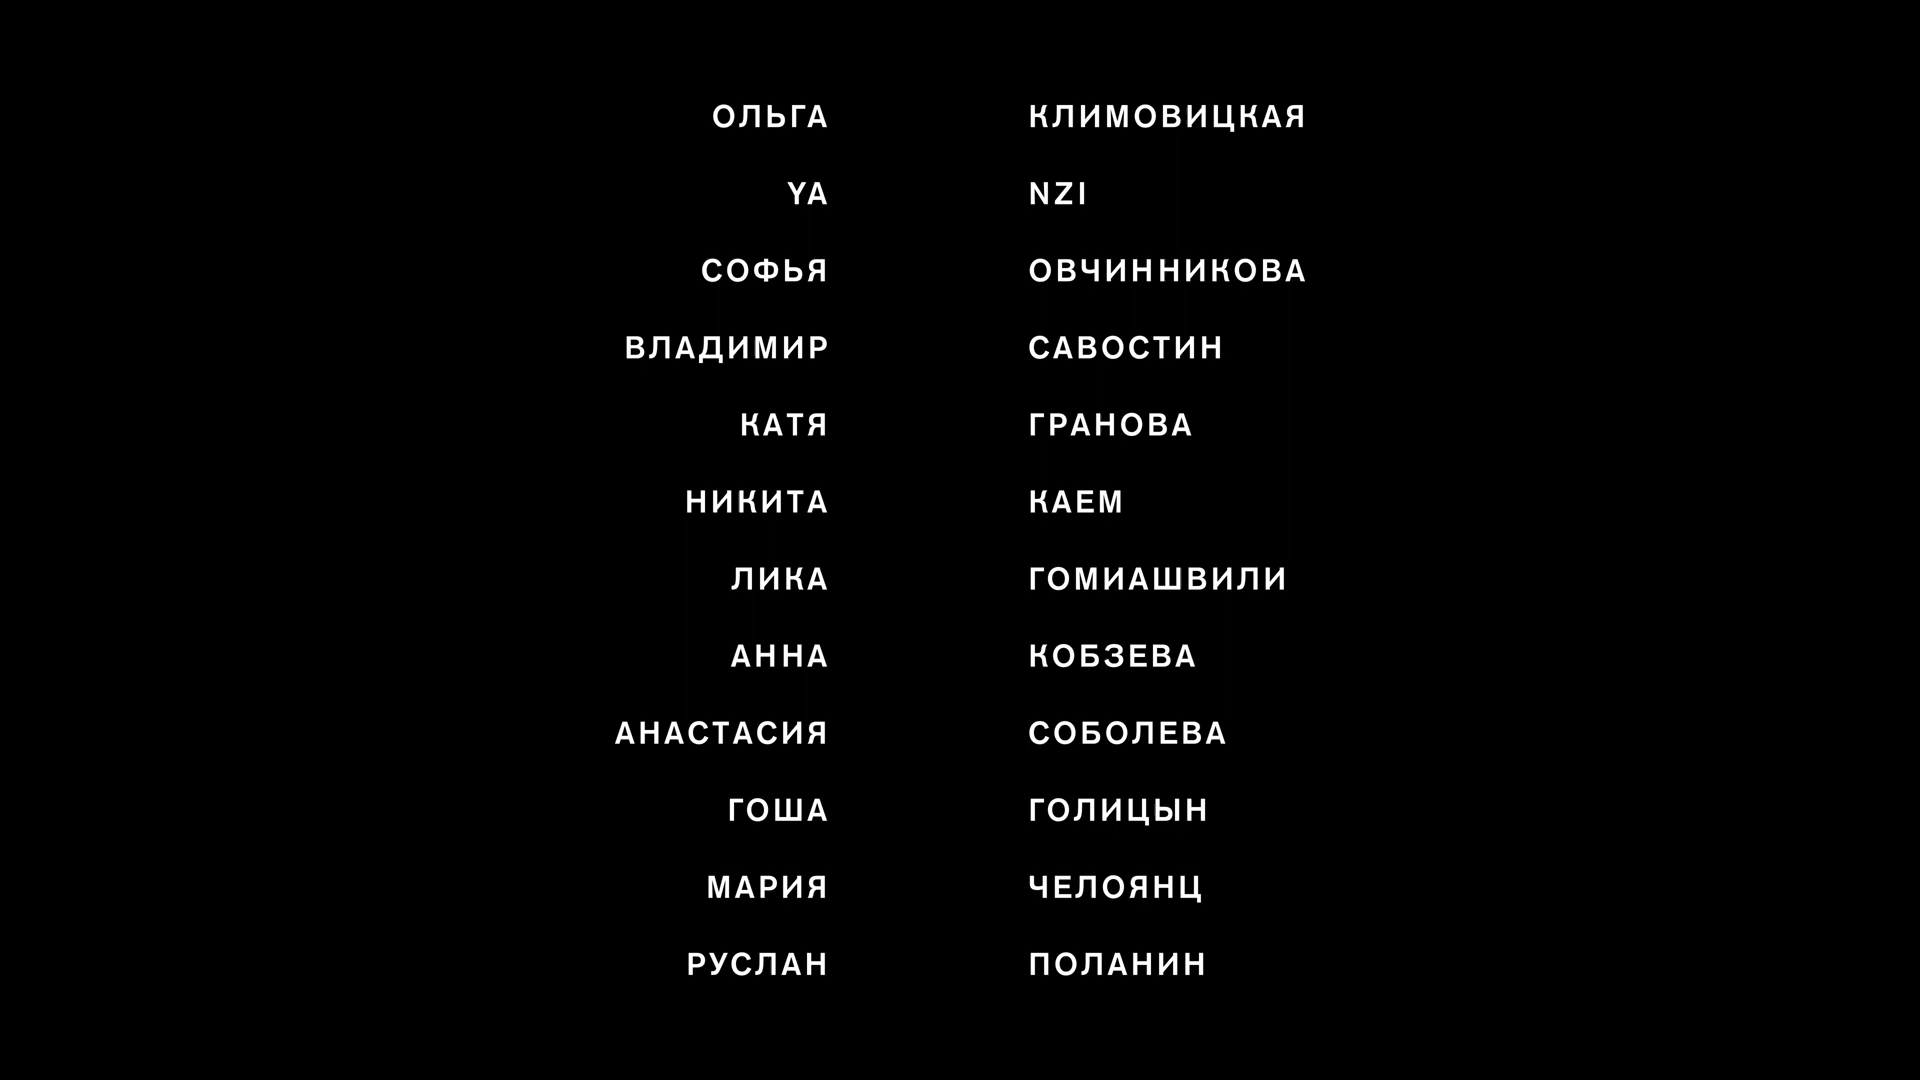 ОЛЬГА КЛИМОВИЦКАЯ
YA NZI
СОФЬЯ ОВЧИННИКОВА
ВЛАДИМИР САВОСТИН
КАТЯ ГРАНОВА
НИКИТА КАЕМ
ЛИКА ГОМИАШВИЛИ
АННА КОБЗЕВА
АНАСТАСИЯ СОБОЛЕВА
ГОША ГОЛИЦЫН
МАРИЯ ЧЕЛОЯНЦ
РУСЛАН ПОЛАНИН